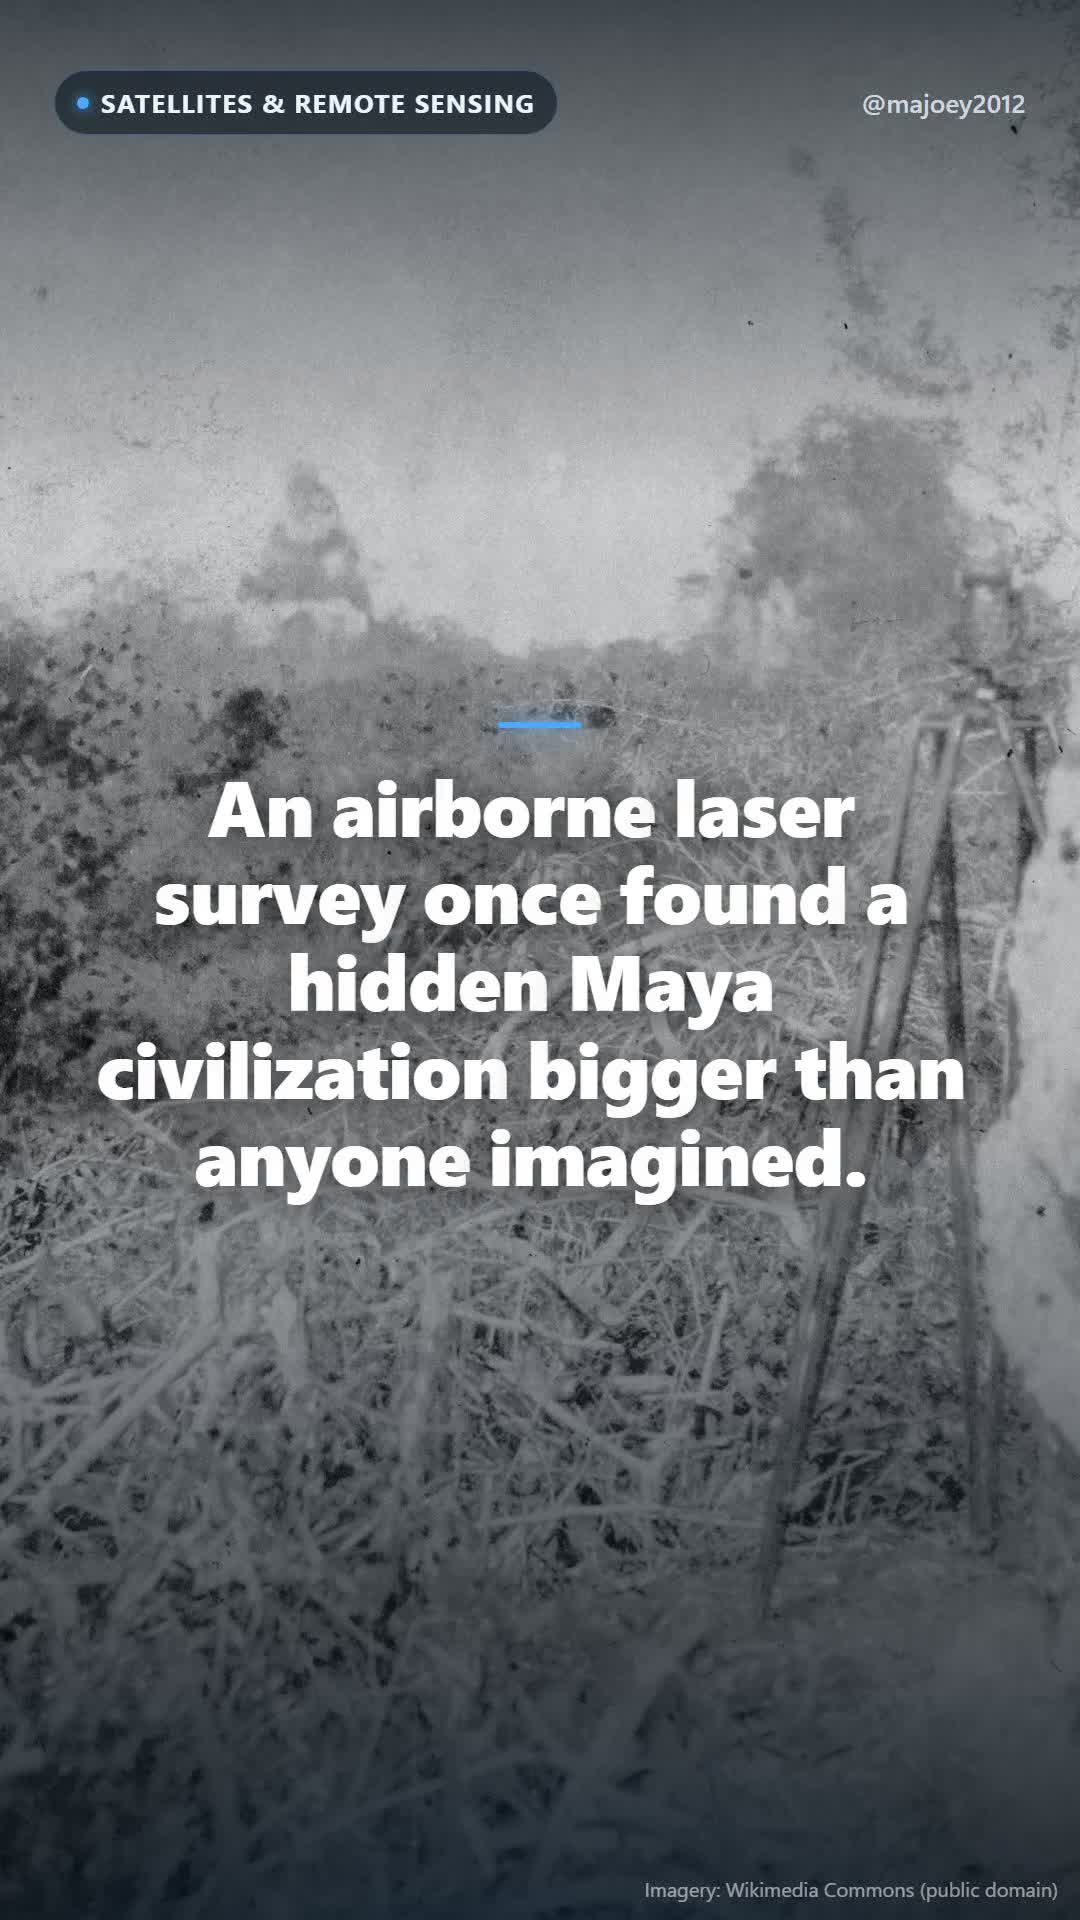 SATELLITES & REMOTE SENSING
@majoey2012
An airborne laser
survey once found a
hidden Maya
civilization bigger than
anyone imagined.
Imagery: Wikimedia Commons (public domain)